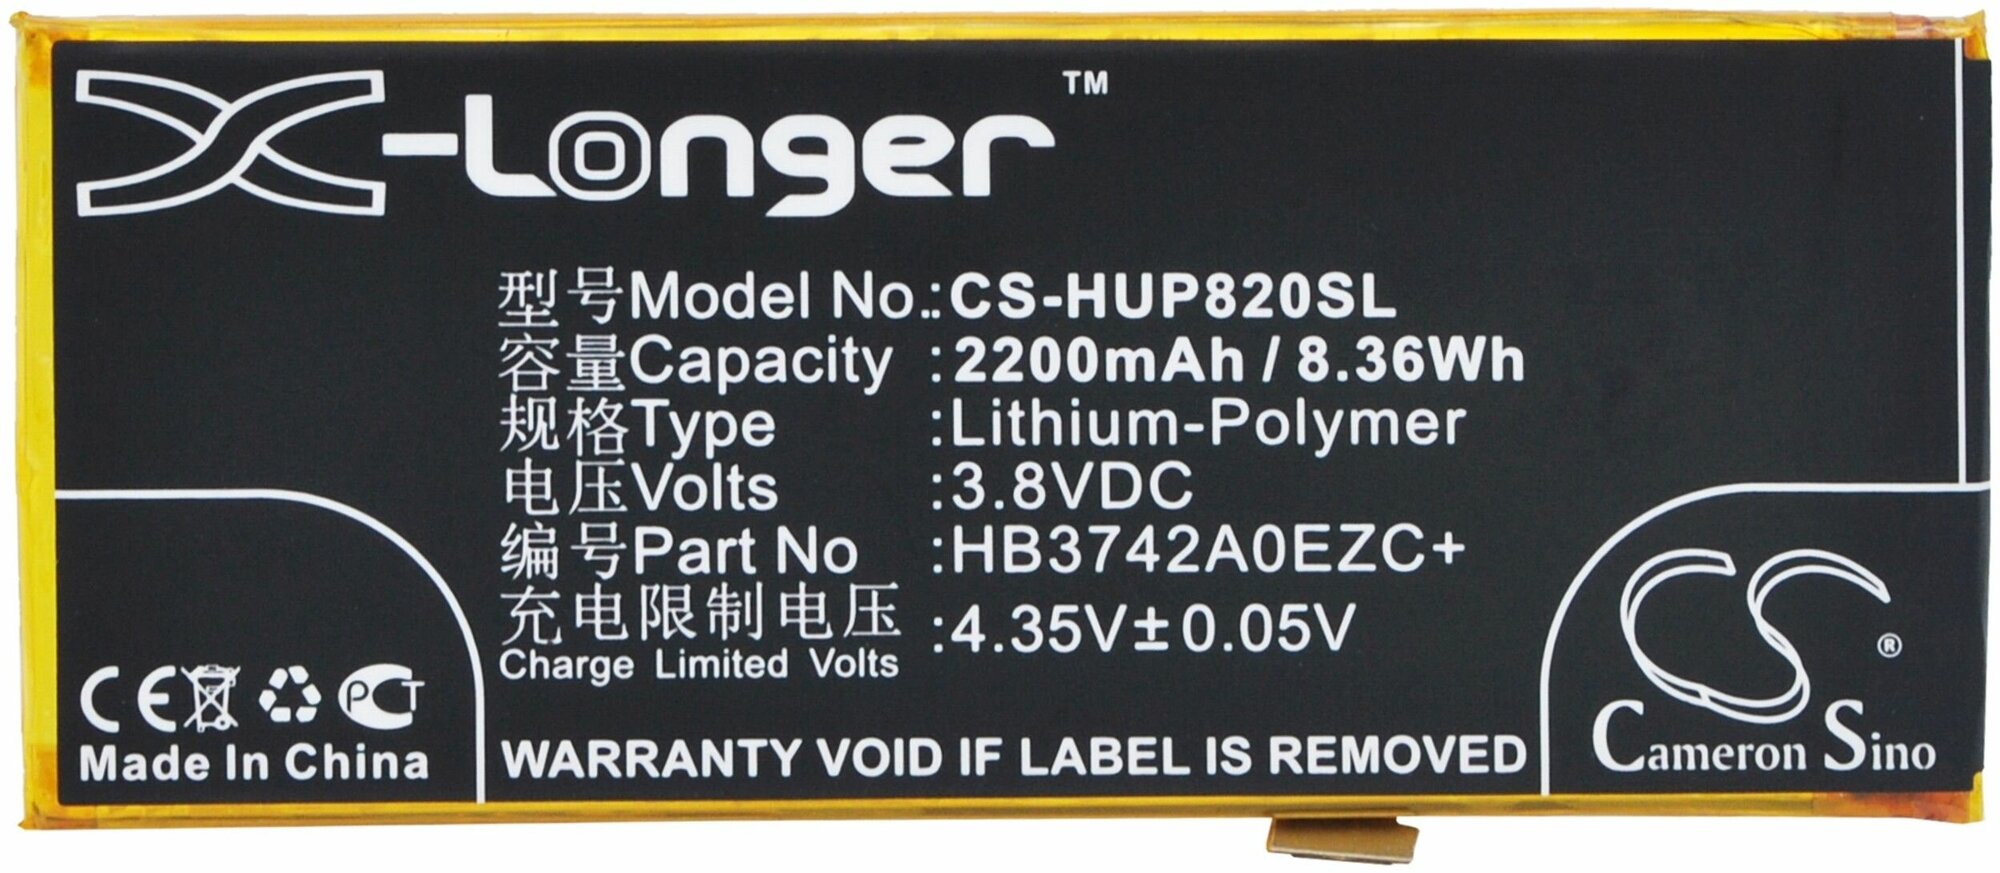 X-Longer™
型号Model No.:CS-HUP820SL
容量Capacity :2200mAh / 8.36Wh
规格Type :Lithium-Polymer
电压Volts :3.8VDC
编号Part No :HB3742A0EZC+
充电限制电压 :4.35V±0.05V
Charge Limited Volts
CE PCT
Made In China
WARRANTY VOID IF LABEL IS REMOVED
CS®
Cameron Sino